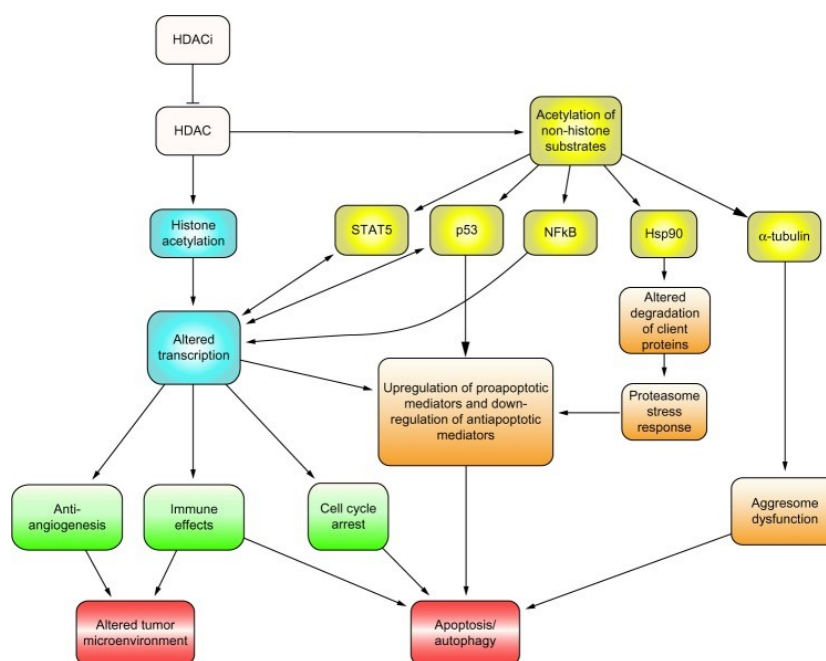 HDACi
HDAC
Acetylation of
non-histone
substrates
Histone
acetylation
STAT5
p53
NFkB
Hsp90
α-tubulin
Altered
transcription
Altered
degradation
of client
proteins
Upregulation of proapoptotic
mediators and down-
regulation of antiapoptotic
mediators
Proteasome
stress
response
Anti-
angiogenesis
Immune
effects
Cell cycle
arrest
Aggresome
dysfunction
Altered tumor
microenvironment
Apoptosis/
autophagy